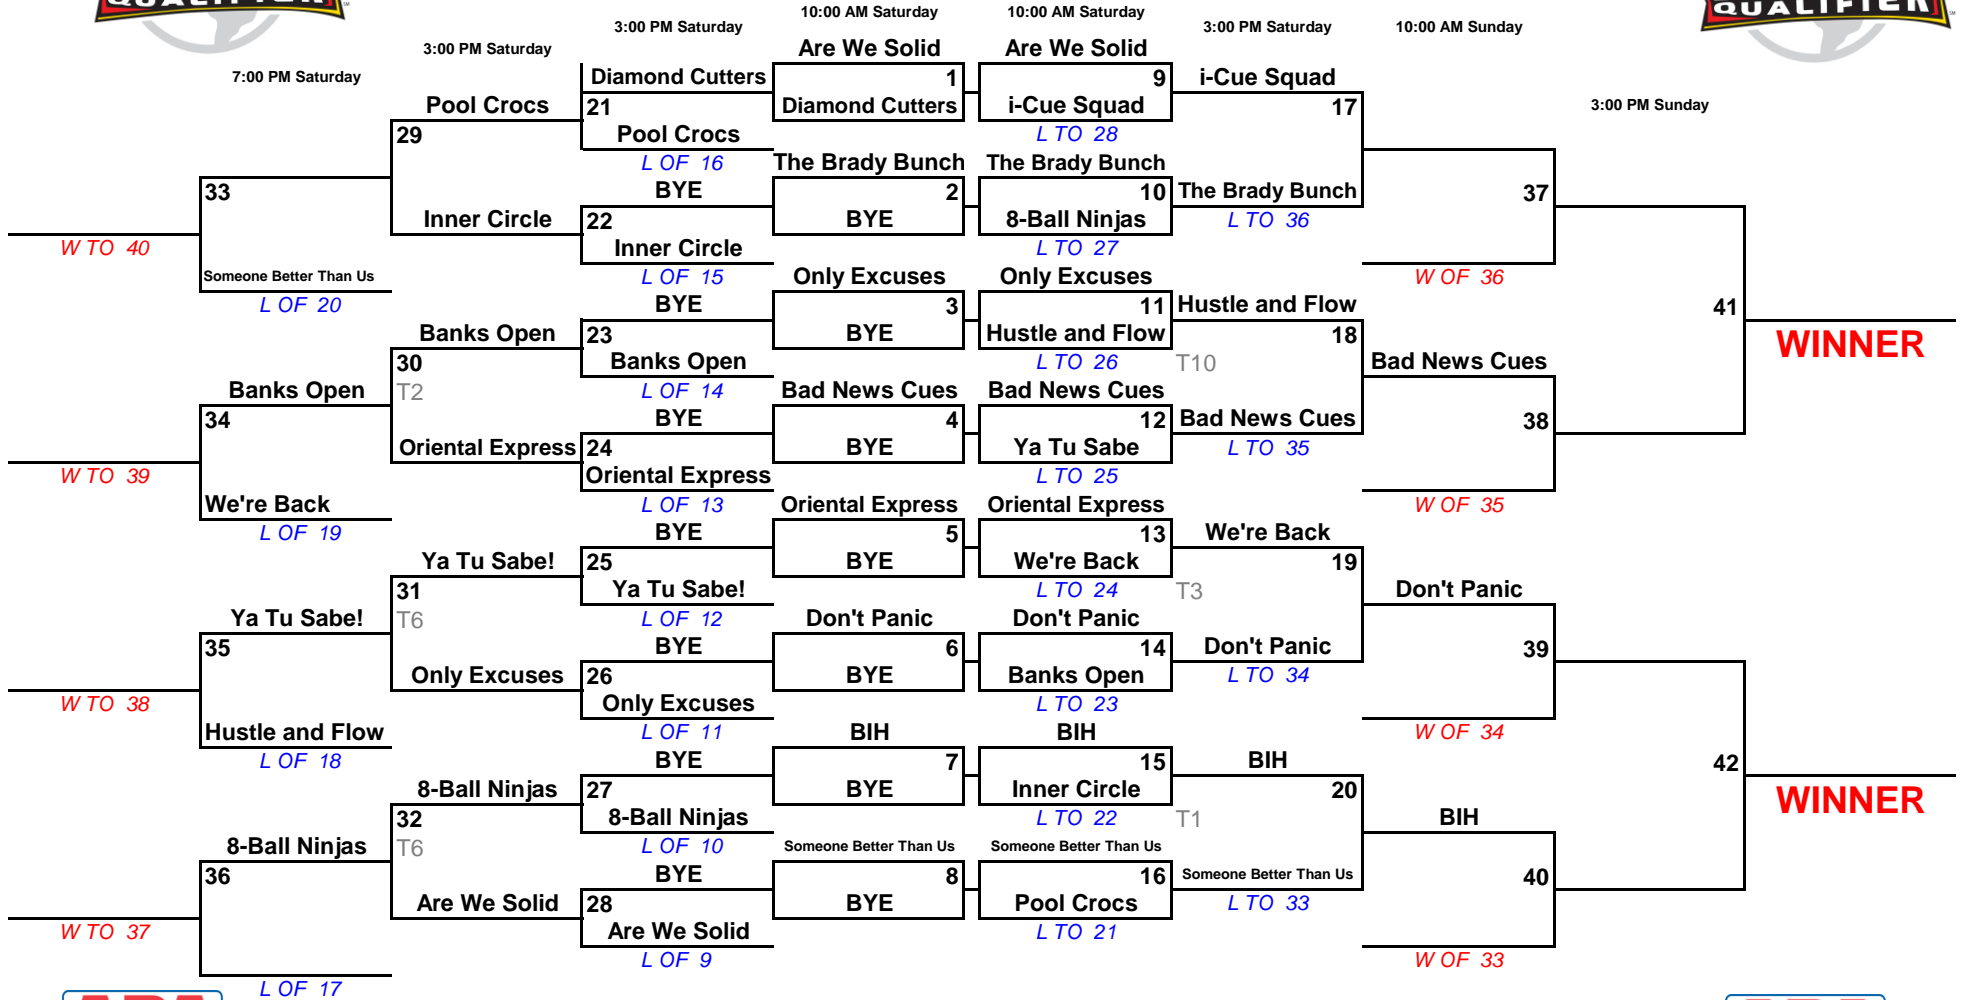 QUALIFIER
QUALIFIER
10:00 AM Saturday 10:00 AM Saturday
3:00 PM Saturday 3:00 PM Saturday 10:00 AM Sunday
3:00 PM Saturday Are We Solid Are We Solid
7:00 PM Saturday Diamond Cutters 1 9 i-Cue Squad
Pool Crocs 21 Diamond Cutters i-Cue Squad 17 3:00 PM Sunday
29 Pool Crocs L TO 28
L OF 16 The Brady Bunch The Brady Bunch
33 BYE 2 10 The Brady Bunch 37
Inner Circle 22 BYE 8-Ball Ninjas L TO 36
W TO 40 Inner Circle L TO 27
Someone Better Than Us L OF 15 Only Excuses Only Excuses W OF 36
L OF 20 BYE 3 11 Hustle and Flow 41
Banks Open 23 BYE Hustle and Flow 18 WINNER
30 Banks Open L TO 26 T10 Bad News Cues
Banks Open T2 L OF 14 Bad News Cues Bad News Cues
34 BYE 4 12 Bad News Cues 38
Oriental Express 24 BYE Ya Tu Sabe L TO 35
W TO 39 Oriental Express L TO 25
We're Back L OF 13 Oriental Express Oriental Express W OF 35
L OF 19 BYE 5 13 We're Back
Ya Tu Sabe! 25 BYE We're Back 19
31 Ya Tu Sabe! L TO 24 T3 Don't Panic
Ya Tu Sabe! T6 L OF 12 Don't Panic Don't Panic
35 BYE 6 14 Don't Panic 39
Only Excuses 26 BYE Banks Open L TO 34
W TO 38 Only Excuses L TO 23
Hustle and Flow L OF 11 BIH BIH W OF 34
L OF 18 BYE 7 15 BIH 42
8-Ball Ninjas 27 BYE Inner Circle 20 WINNER
32 8-Ball Ninjas L TO 22 T1 BIH
8-Ball Ninjas T6 L OF 10 Someone Better Than Us Someone Better Than Us
36 BYE 8 16 Someone Better Than Us 40
Are We Solid 28 BYE Pool Crocs L TO 33
W TO 37 Are We Solid L TO 21
L OF 9 W OF 33
L OF 17